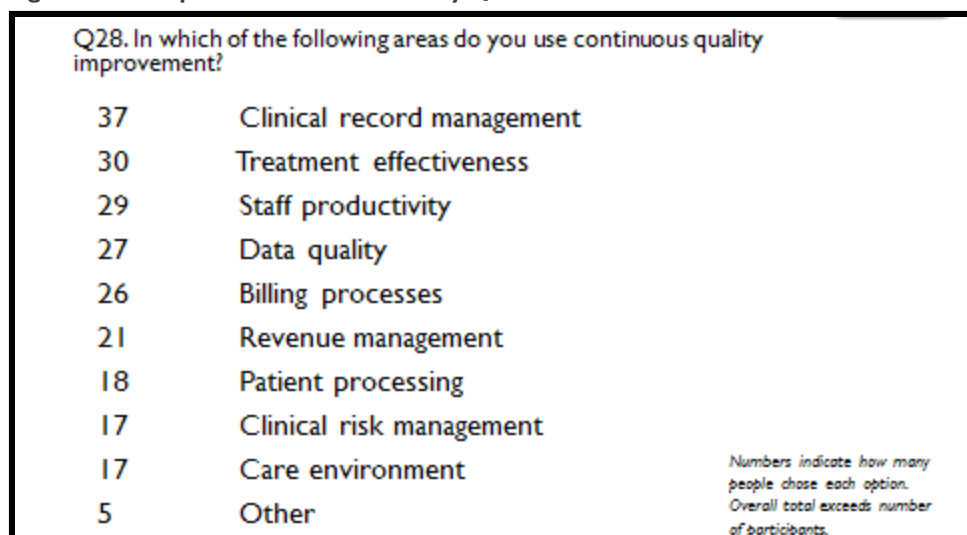 Q28. In which of the following areas do you use continuous quality
improvement?
37 Clinical record management
30 Treatment effectiveness
29 Staff productivity
27 Data quality
26 Billing processes
21 Revenue management
18 Patient processing
17 Clinical risk management
17 Care environment
5 Other
Numbers indicate how many
people chose each option.
Overall total exceeds number
of participants.